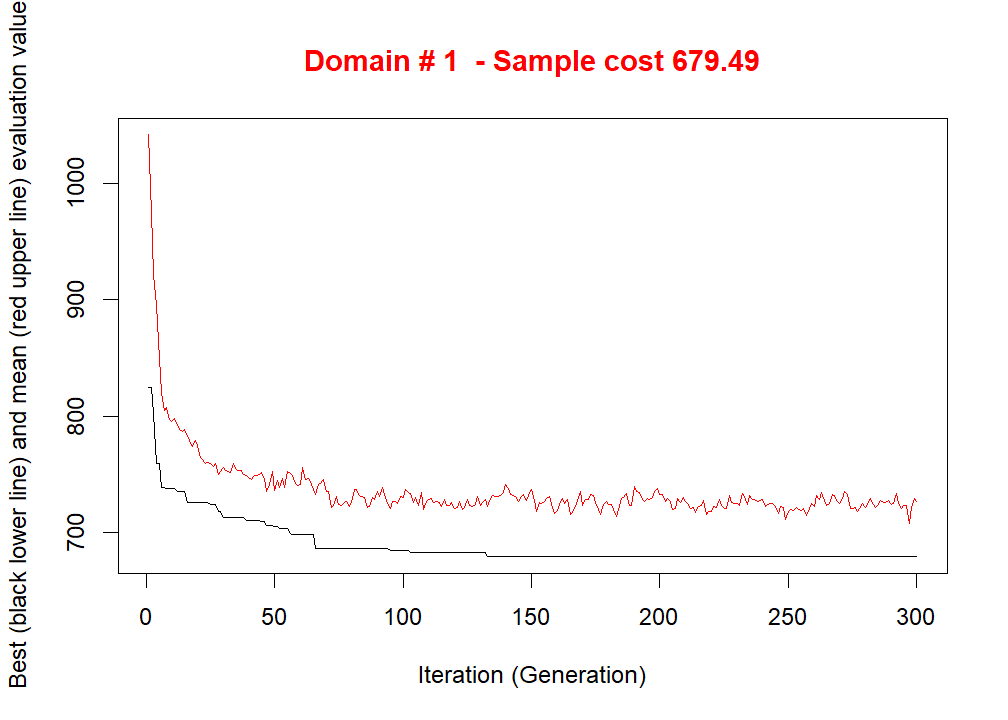 Domain # 1  - Sample cost 679.49
Best (black lower line) and mean (red upper line) evaluation value
1000
900
800
700
0 50 100 150 200 250 300
Iteration (Generation)